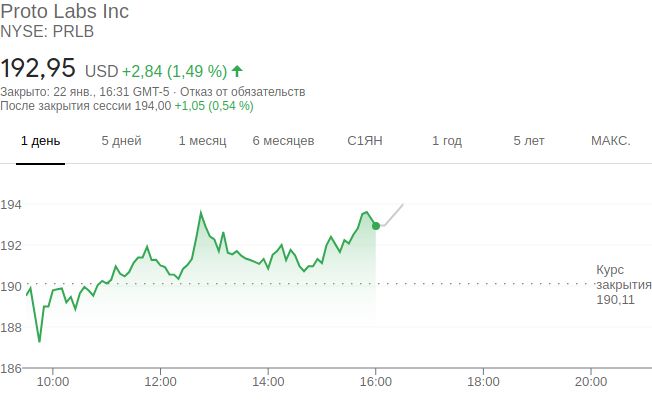 Proto Labs Inc
NYSE: PRLB
192,95 USD +2,84 (1,49 %)
Закрыто: 22 янв., 16:31 GMT-5 · Отказ от обязательств
После закрытия сессии 194,00 +1,05 (0,54 %)
1 день 5 дней 1 месяц 6 месяцев С1ЯН 1 год 5 лет МАКС.
194
192
190
188
186
Курс
закрытия
190,11
10:00 12:00 14:00 16:00 18:00 20:00